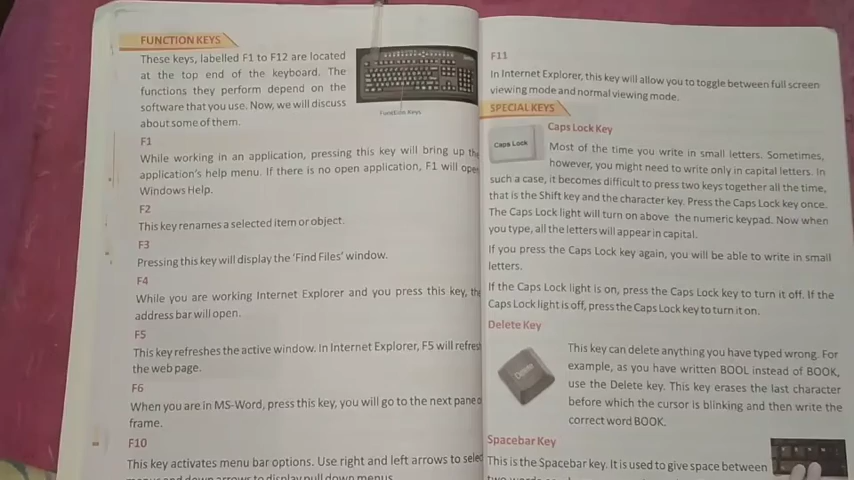 FUNCTION KEYS
These keys, labelled F1 to F12 are located
at the top end of the keyboard. The
functions they perform depend on the
software that you use. Now, we will discuss
about some of them.
Function Keys
F1
While working in an application, pressing this key will bring up the
application's help menu. If there is no open application, F1 will open
Windows Help.
F2
This key renames a selected item or object.
F3
Pressing this key will display the 'Find Files' window.
F4
While you are working Internet Explorer and you press this key, the
address bar will open.
F5
This key refreshes the active window. In Internet Explorer, F5 will refresh
the web page.
F6
When you are in MS-Word, press this key, you will go to the next pane o
frame.
F10
This key activates menu bar options. Use right and left arrows to select
menus and down arrows to display pull down menus.
F11
In Internet Explorer, this key will allow you to toggle between full screen
viewing mode and normal viewing mode.
SPECIAL KEYS
Caps Lock
Caps Lock Key
Most of the time you write in small letters. Sometimes,
however, you might need to write only in capital letters. In
such a case, it becomes difficult to press two keys together all the time,
that is the Shift key and the character key. Press the Caps Lock key once.
The Caps Lock light will turn on above the numeric keypad. Now when
you type, all the letters will appear in capital.
If you press the Caps Lock key again, you will be able to write in small
letters.
If the Caps Lock light is on, press the Caps Lock key to turn it off. If the
Caps Lock light is off, press the Caps Lock key to turn it on.
Delete Key
Delete
This key can delete anything you have typed wrong. For
example, as you have written BOOL instead of BOOK,
use the Delete key. This key erases the last character
before which the cursor is blinking and then write the
correct word BOOK.
Spacebar Key
This is the Spacebar key. It is used to give space between
two words